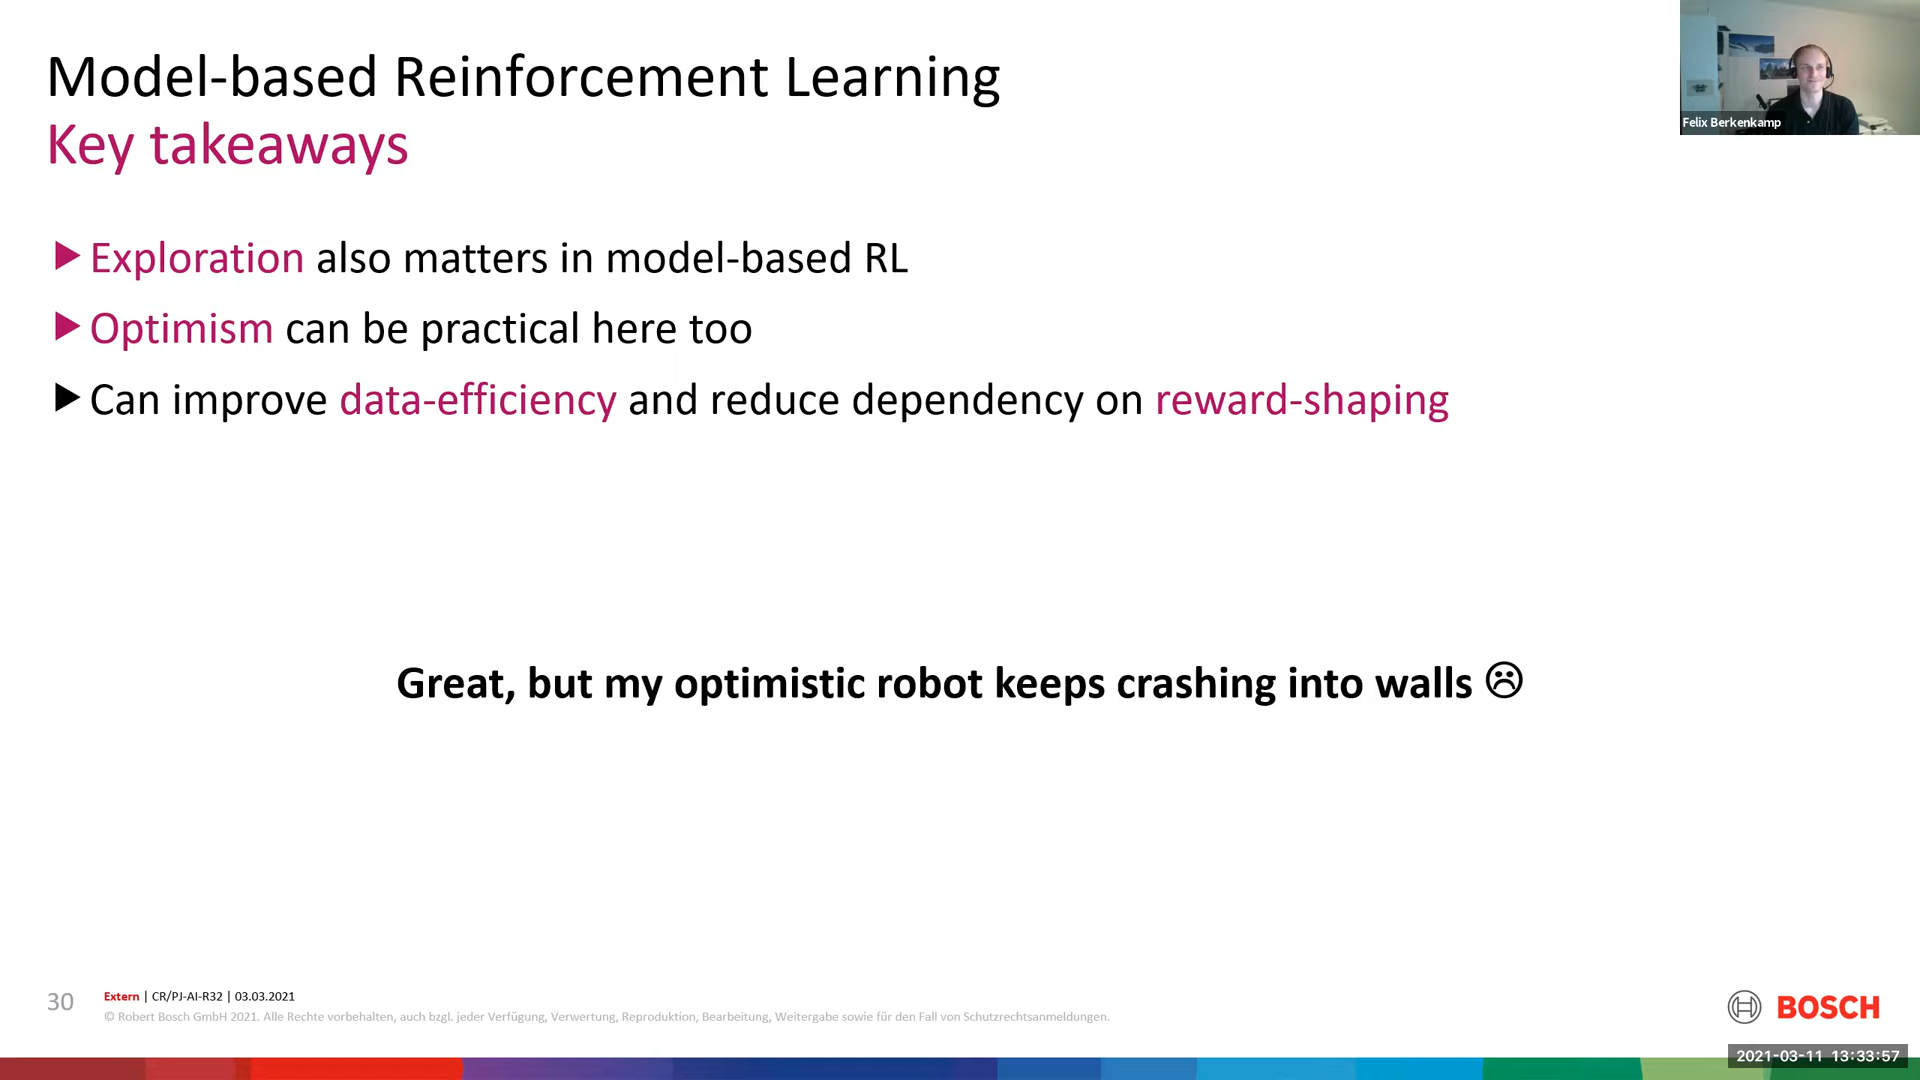 Model-based Reinforcement Learning
Key takeaways
Felix Berkenkamp
Exploration also matters in model-based RL
Optimism can be practical here too
Can improve data-efficiency and reduce dependency on reward-shaping
Great, but my optimistic robot keeps crashing into walls ☹
30
Extern | CR/PJ-AI-R32 | 03.03.2021
© Robert Bosch GmbH 2021. Alle Rechte vorbehalten, auch bzgl. jeder Verfügung, Verwertung, Reproduktion, Bearbeitung, Weitergabe sowie für den Fall von Schutzrechtsanmeldungen.
BOSCH
2021-03-11 13:33:57